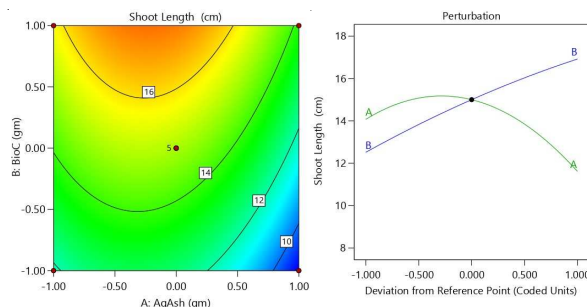 Shoot Length (cm)
B: BioC (gm)
1.00
0.50
0.00
-0.50
-1.00
16
5
14
12
10
-1.00 -0.50 0.00 0.50 1.00
A: AgAsh (gm)
Perturbation
Shoot Length (cm)
18
16
14
12
10
8
A
B
B
A
-1.000 -0.500 0.000 0.500 1.000
Deviation from Reference Point (Coded Units)